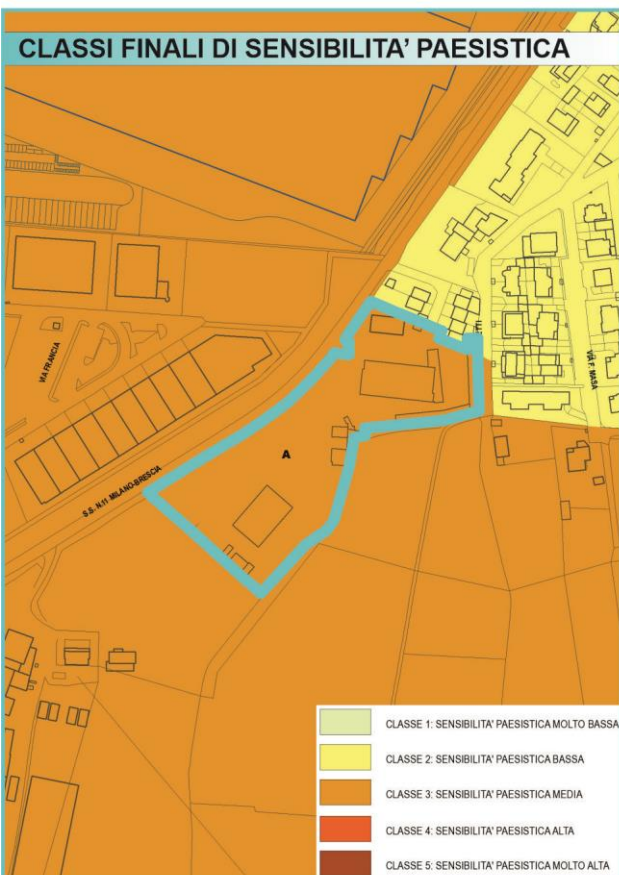 CLASSI FINALI DI SENSIBILITA' PAESISTICA
VIA FRANCIA
VIA F. MASA
A
S.S. N.11 MILANO-BRESCIA
CLASSE 1: SENSIBILITA' PAESISTICA MOLTO BASSA
CLASSE 2: SENSIBILITA' PAESISTICA BASSA
CLASSE 3: SENSIBILITA' PAESISTICA MEDIA
CLASSE 4: SENSIBILITA' PAESISTICA ALTA
CLASSE 5: SENSIBILITA' PAESISTICA MOLTO ALTA